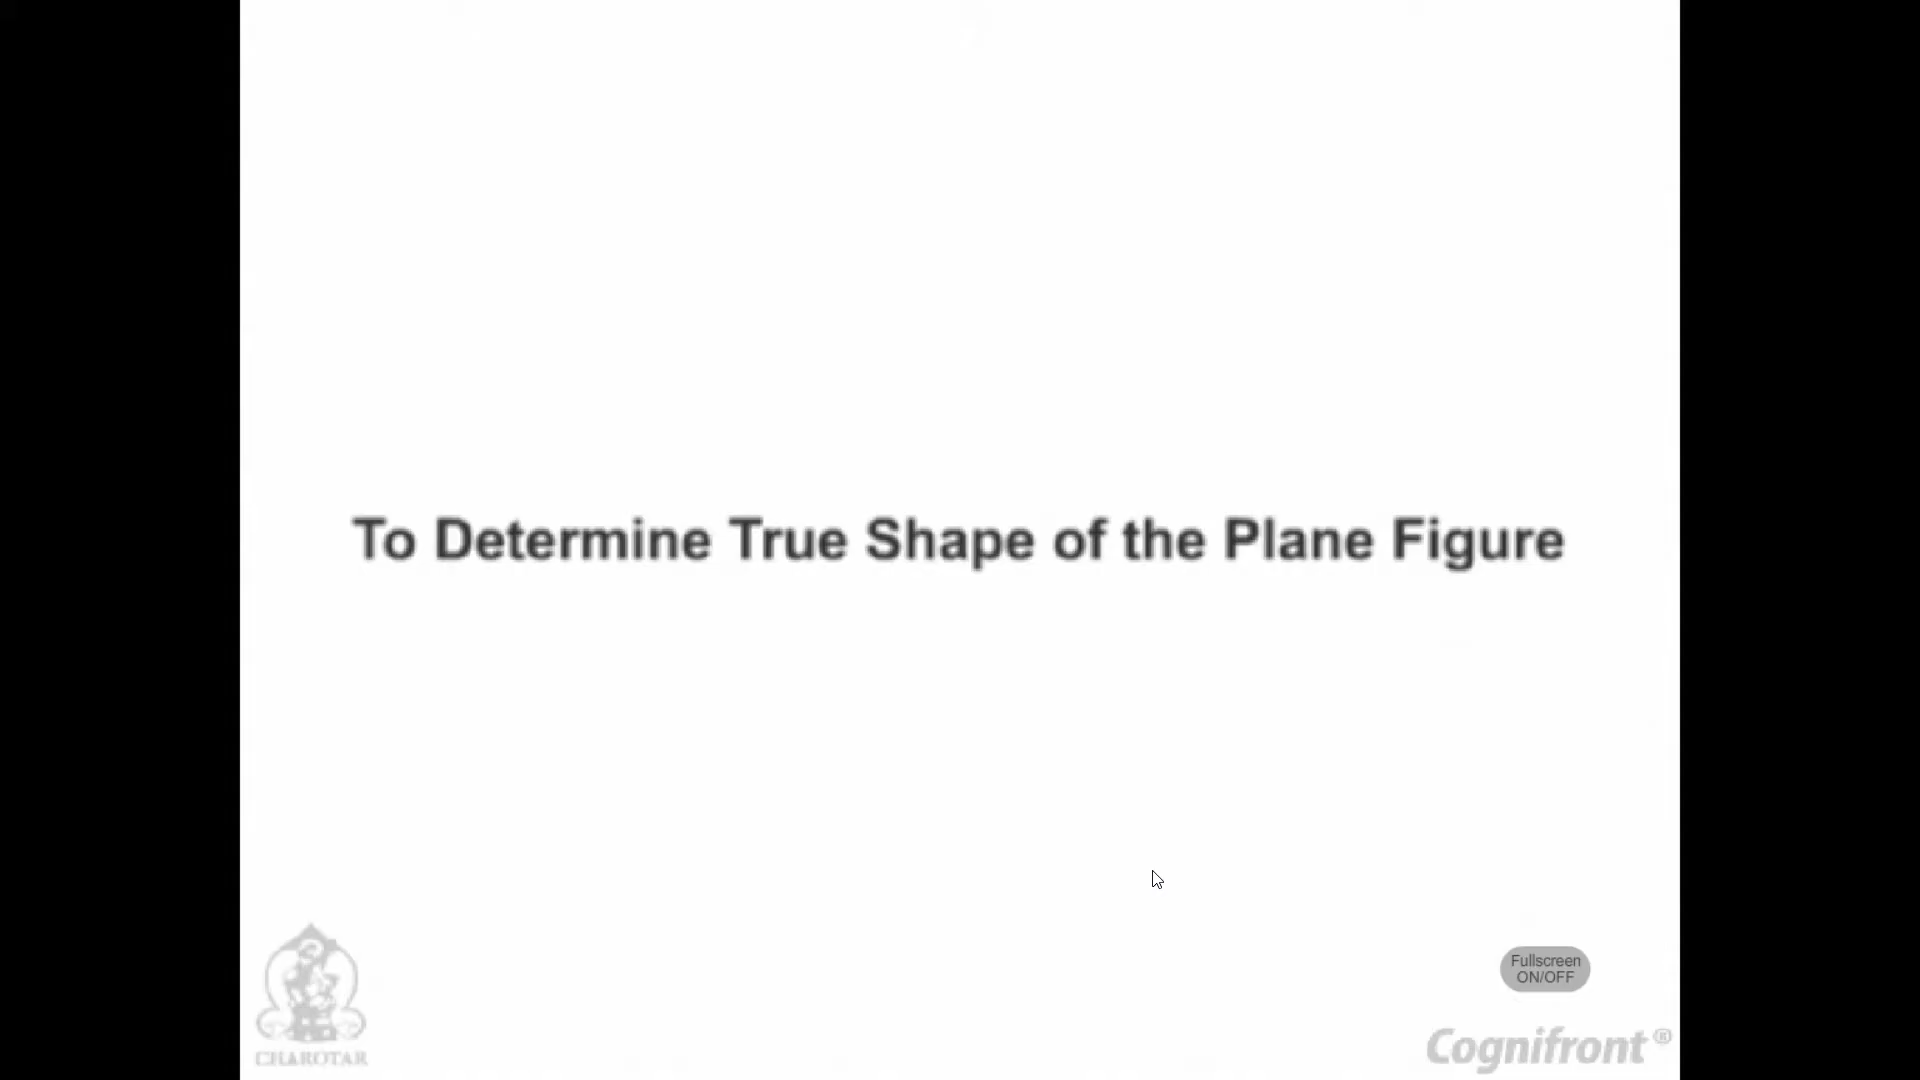 To Determine True Shape of the Plane Figure
Fullscreen
ON/OFF
CHAROTAR
Cognifront ®